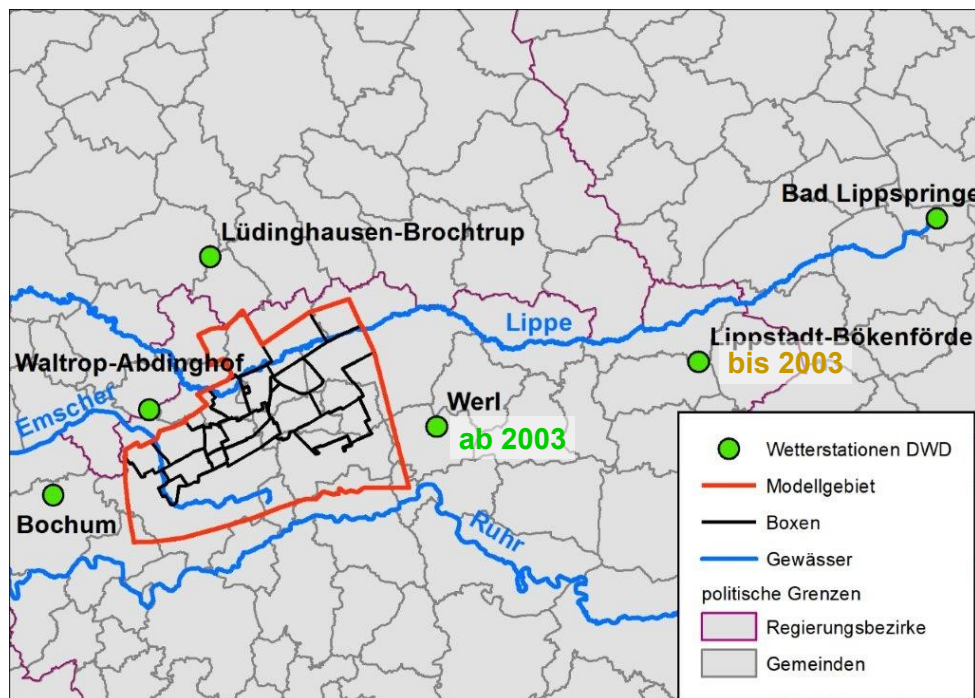 Bad Lippspringe
Lüdinghausen-Brochtrup
Lippe
Lippstadt-Bökenförde
bis 2003
Waltrop-Abdinghof
Emscher
Werl
ab 2003
Bochum
Ruhr
Wetterstationen DWD
Modellgebiet
Boxen
Gewässer
politische Grenzen
Regierungsbezirke
Gemeinden